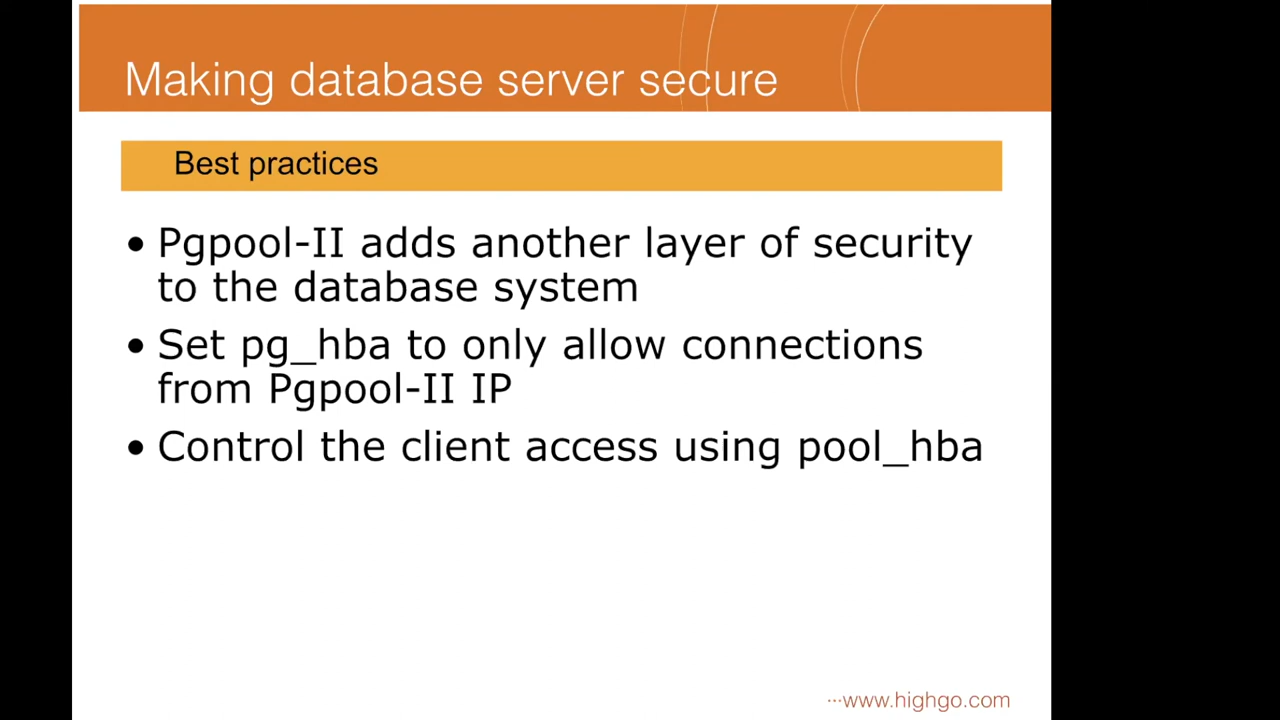 Making database server secure
Best practices
• Pgpool-II adds another layer of security
to the database system
• Set pg_hba to only allow connections
from Pgpool-II IP
• Control the client access using pool_hba
···www.highgo.com